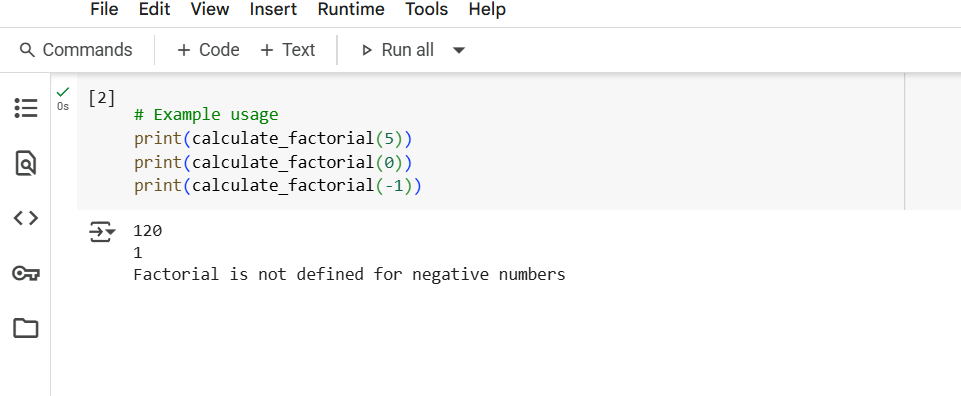 File Edit View Insert Runtime Tools Help
Commands + Code + Text Run all
0s
[2]
# Example usage
print(calculate_factorial(5))
print(calculate_factorial(0))
print(calculate_factorial(-1))
120
1
Factorial is not defined for negative numbers